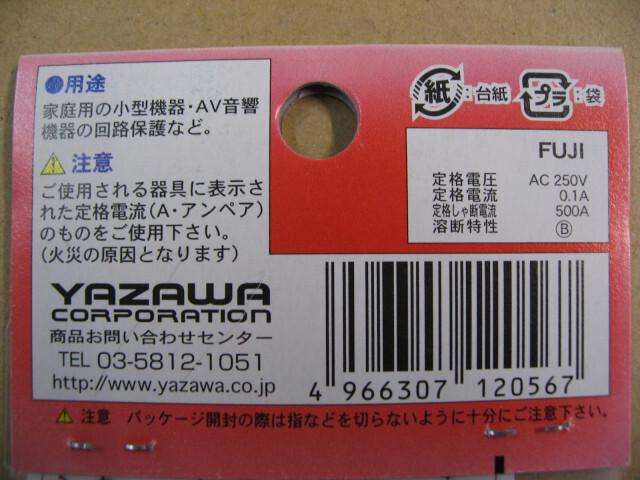 ●用途
家庭用の小型機器・AV音響
機器の回路保護など。
注意
ご使用される器具に表示さ
れた定格電流(A・アンペア)
のものをご使用下さい。
(火災の原因となります)
YAZAWA
CORPORATION
商品お問い合わせセンター
TEL 03-5812-1051
http://www.yazawa.co.jp
紙:台紙 プラ:袋
FUJI
定格電圧 AC 250V
定格電流 0.1A
定格しゃ断電流 500A
溶断特性 Ⓑ
4 966307 120567
注意 パッケージ開封の際は指などを切らないように十分にご注意下さい。